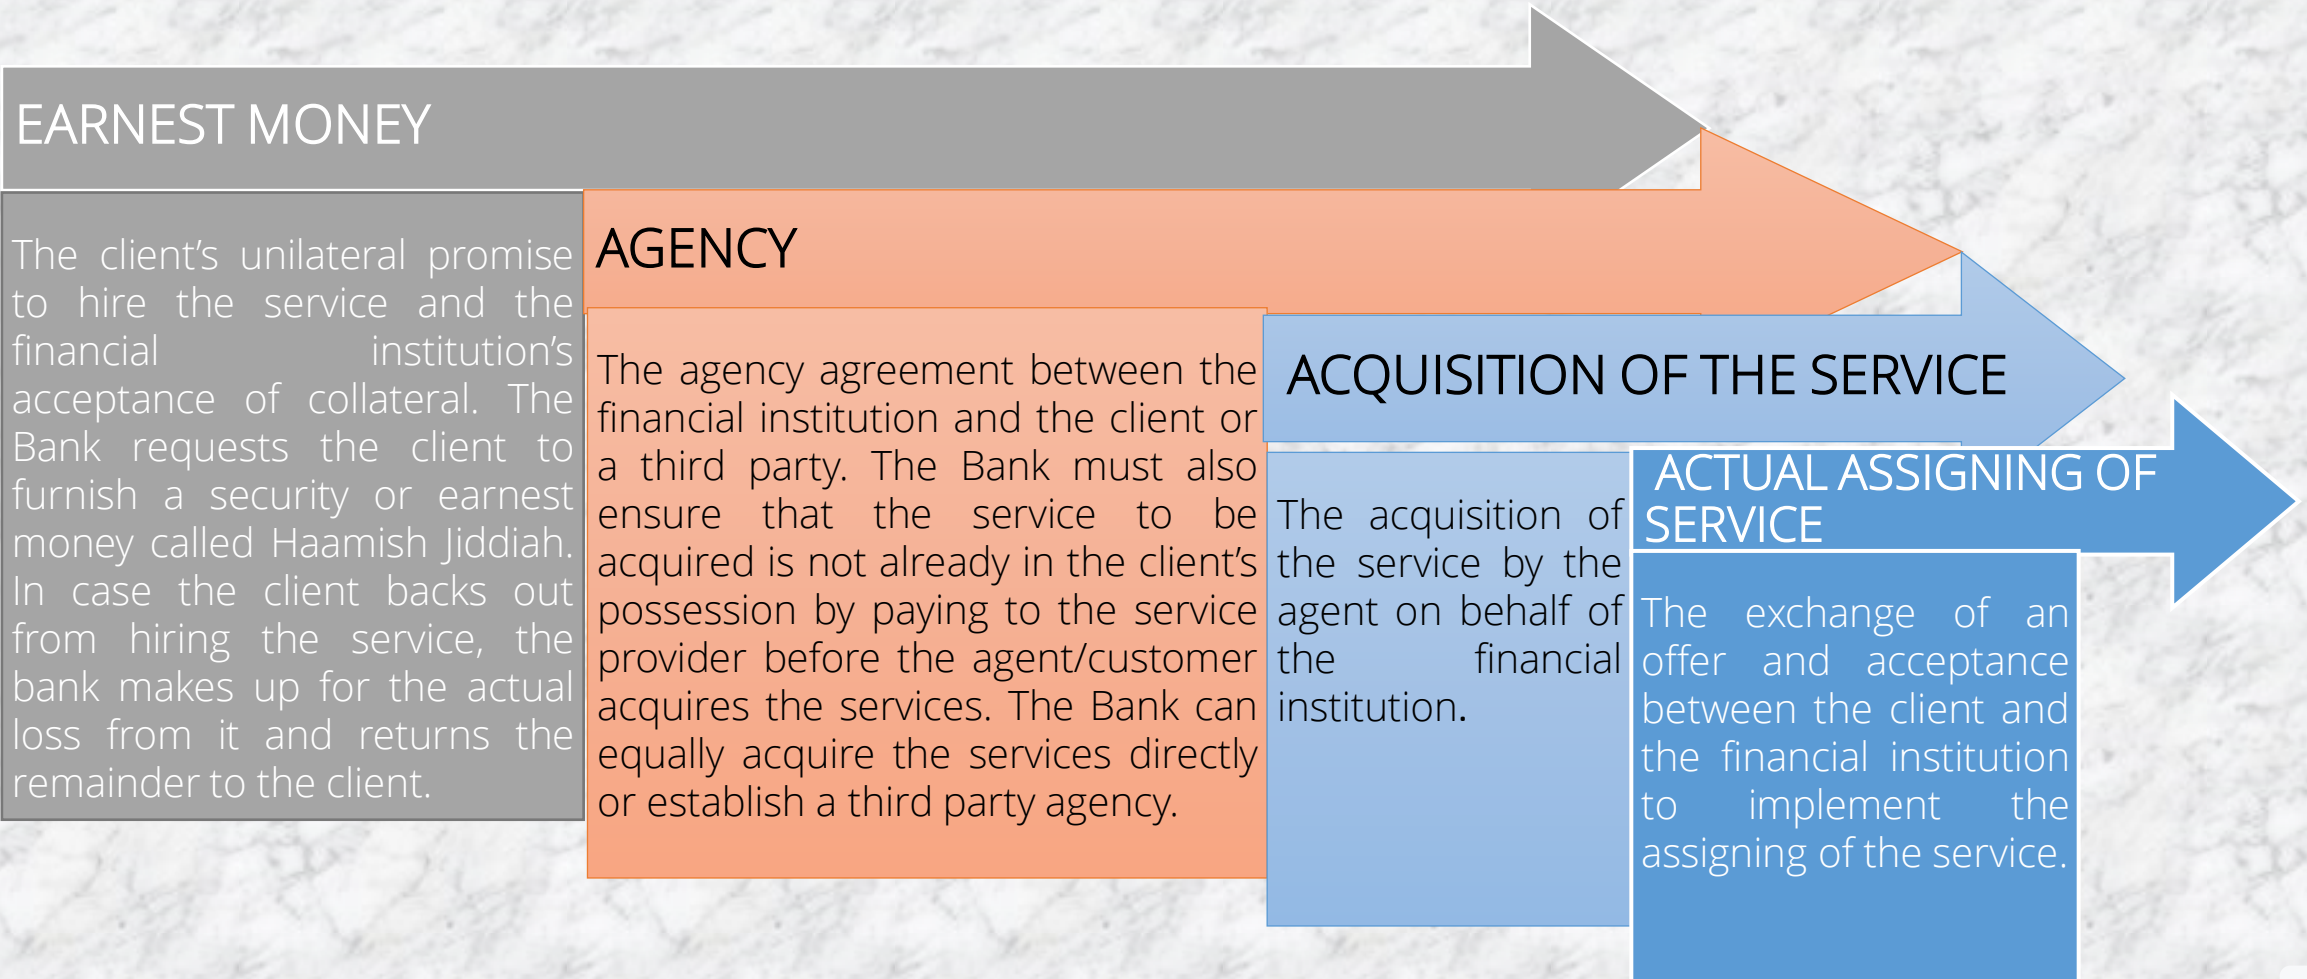 EARNEST MONEY
The client’s unilateral promise
to hire the service and the
financial institution’s
acceptance of collateral. The
Bank requests the client to
furnish a security or earnest
money called Haamish Jiddiah.
In case the client backs out
from hiring the service, the
bank makes up for the actual
loss from it and returns the
remainder to the client.
AGENCY
The agency agreement between the
financial institution and the client or
a third party. The Bank must also
ensure that the service to be
acquired is not already in the client’s
possession by paying to the service
provider before the agent/customer
acquires the services. The Bank can
equally acquire the services directly
or establish a third party agency.
ACQUISITION OF THE SERVICE
The acquisition of
the service by the
agent on behalf of
the financial
institution.
ACTUAL ASSIGNING OF
SERVICE
The exchange of an
offer and acceptance
between the client and
the financial institution
to implement the
assigning of the service.